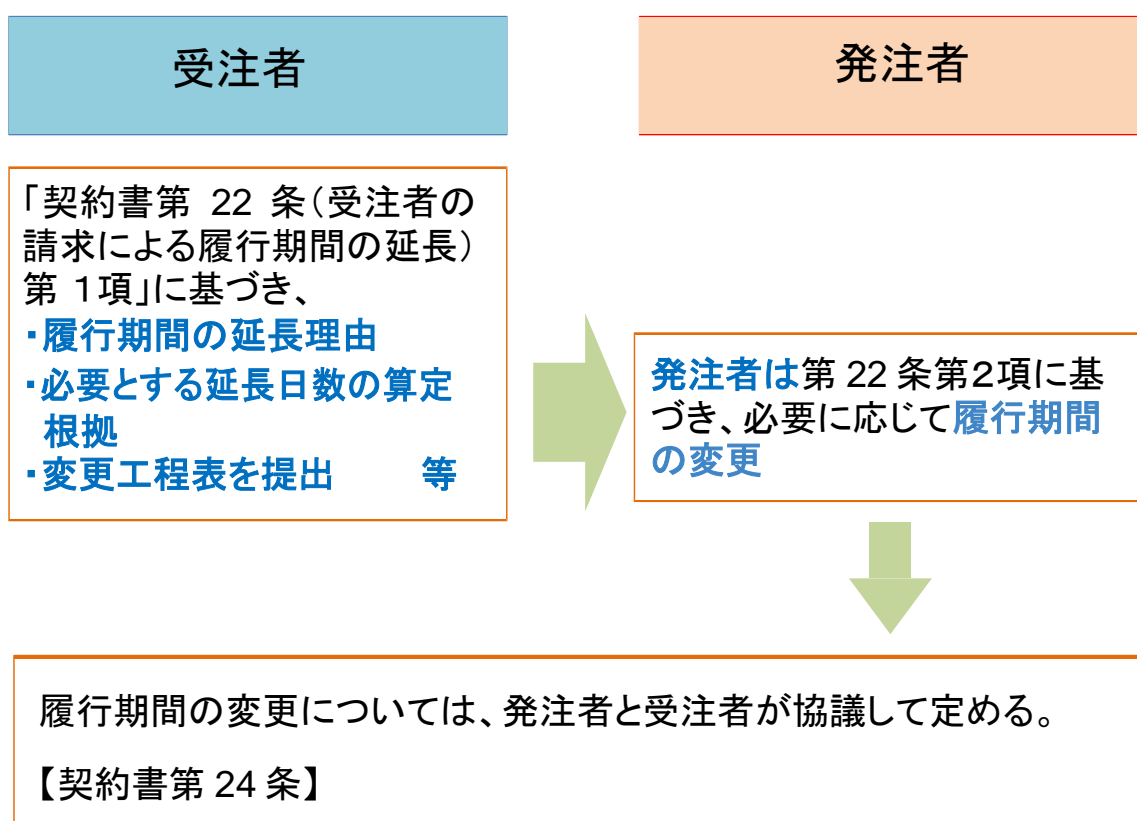 受注者
発注者
「契約書第 22 条（受注者の
請求による履行期間の延長）
第 1項」に基づき、
・履行期間の延長理由
・必要とする延長日数の算定
根拠
・変更工程表を提出　　等
発注者は第 22 条第２項に基
づき、必要に応じて履行期間
の変更
履行期間の変更については、発注者と受注者が協議して定める。
【契約書第 24 条】